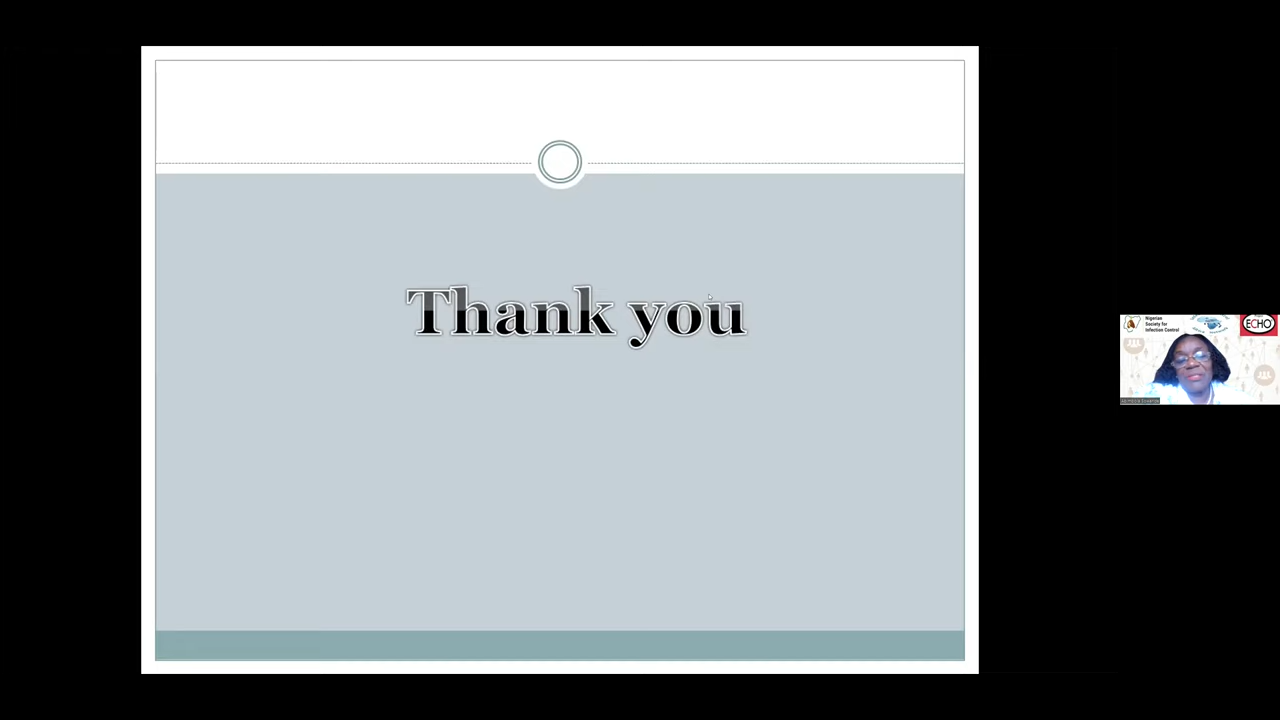 Thank you
Nigerian
Society for
Infection Control
ECHO